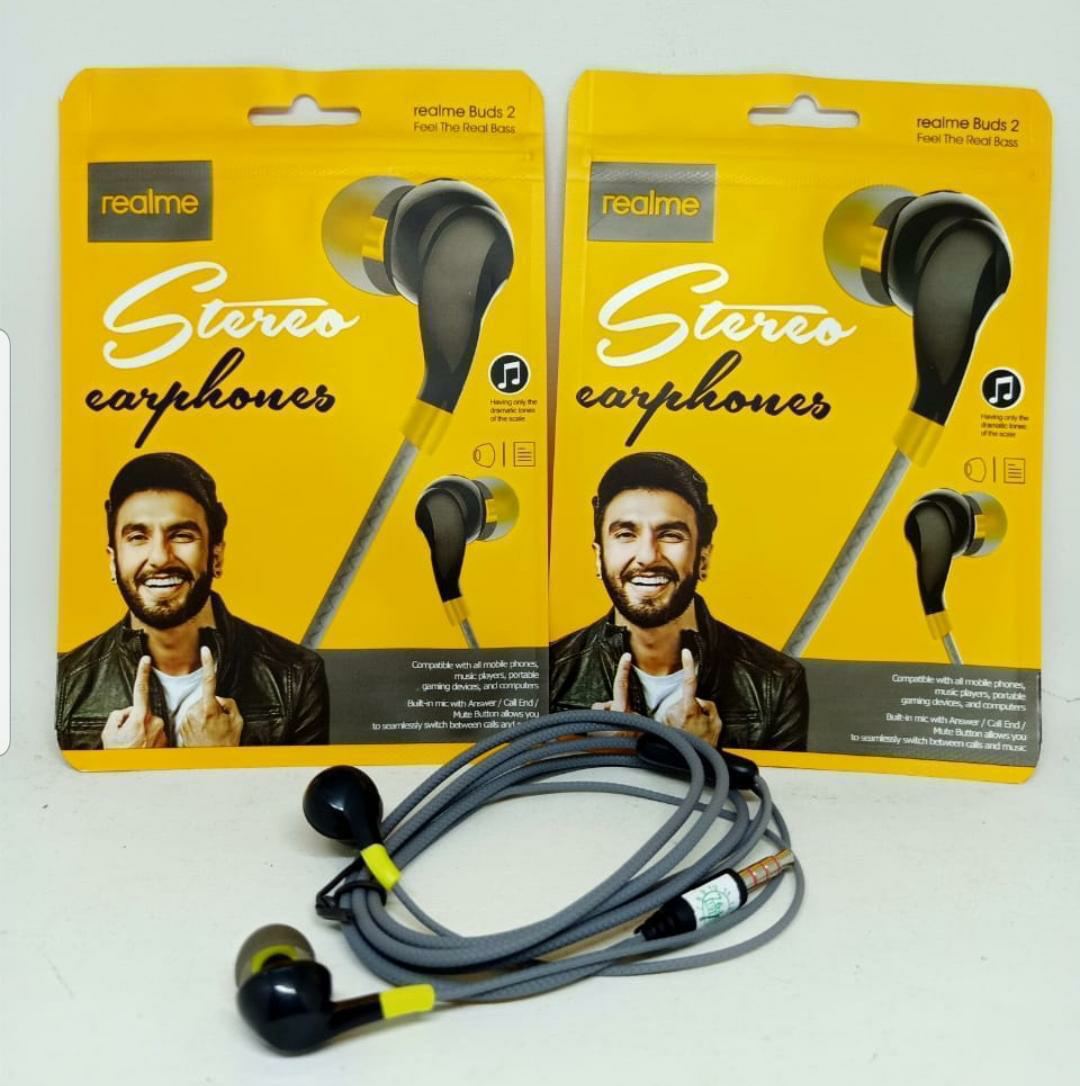 realme Buds 2
Feel The Real Bass
realme
Stereo
earphones
Having only the
dramatic tones
of the scale
Compatible with all mobile phones,
music players, portable
gaming devices, and computers
Built-in mic with Answer / Call End /
Mute Button allows you
to seamlessly switch between calls
realme Buds 2
Feel The Real Bass
realme
Stereo
earphones
Having only the
dramatic tones
of the scale
Compatible with all mobile phones,
music players, portable
gaming devices, and computers
Built-in mic with Answer / Call End /
Mute Button allows you
to seamlessly switch between calls and music